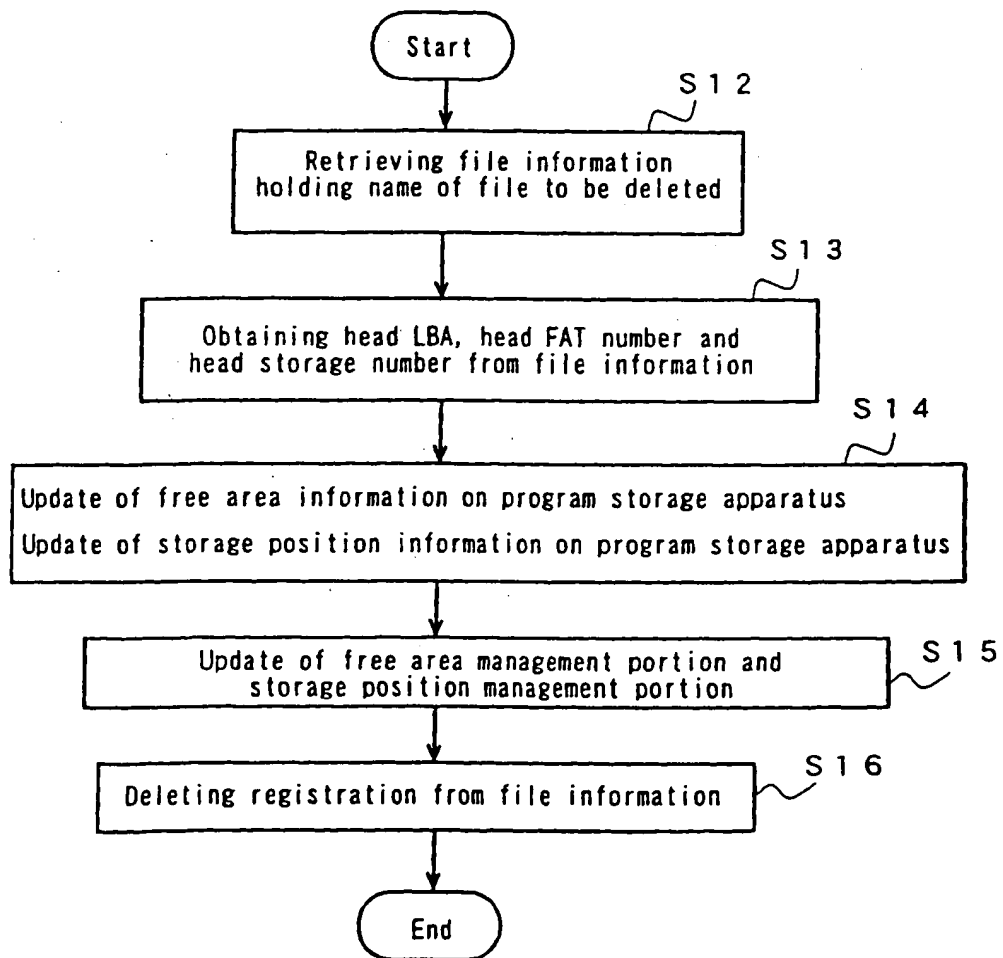 Start
S12
Retrieving file information
holding name of file to be deleted
S13
Obtaining head LBA, head FAT number and
head storage number from file information
S14
Update of free area information on program storage apparatus
Update of storage position information on program storage apparatus
S15
Update of free area management portion and
storage position management portion
S16
Deleting registration from file information
End